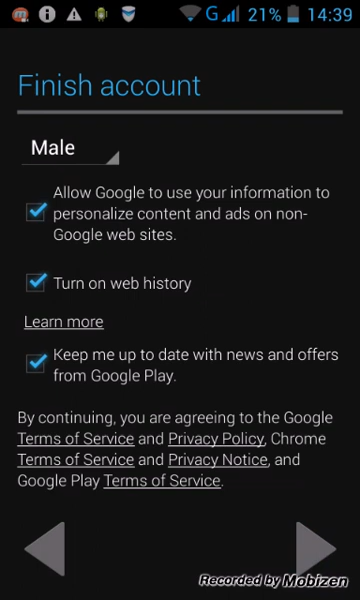 G 21% 14:39
Finish account
Male
Allow Google to use your information to
personalize content and ads on non-
Google web sites.
Turn on web history
Learn more
Keep me up to date with news and offers
from Google Play.
By continuing, you are agreeing to the Google
Terms of Service and Privacy Policy, Chrome
Terms of Service and Privacy Notice, and
Google Play Terms of Service.
Recorded by Mobizen